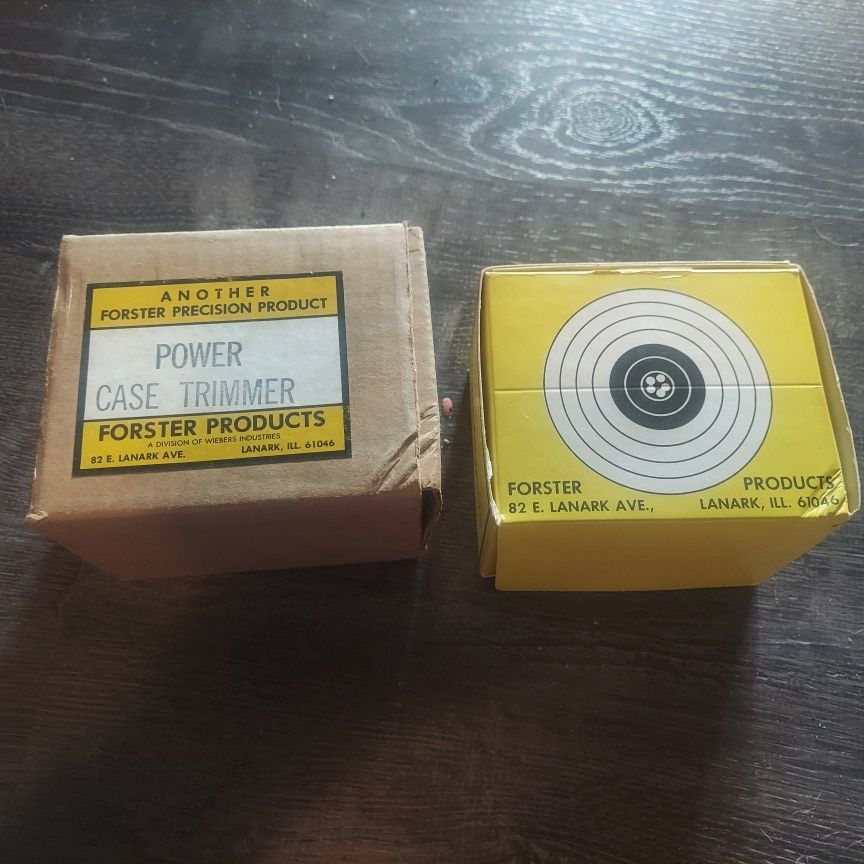 ANOTHER
FORSTER PRECISION PRODUCT
POWER
CASE TRIMMER
FORSTER PRODUCTS
A DIVISION OF WIEBERS INDUSTRIES
82 E. LANARK AVE. LANARK, ILL. 61046
FORSTER PRODUCTS
82 E. LANARK AVE., LANARK, ILL. 61046